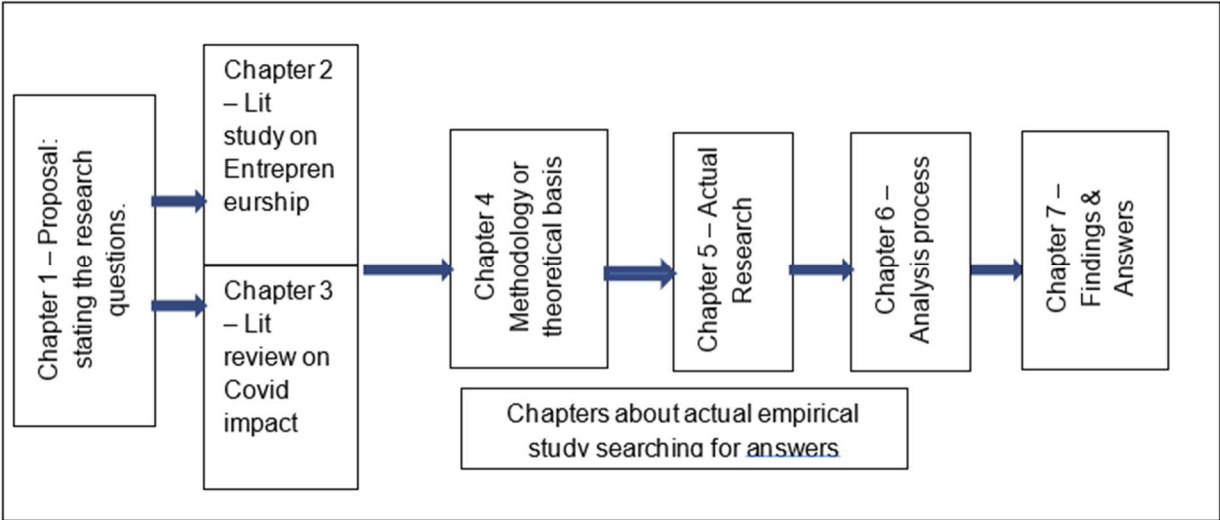 Chapter 1 – Proposal:
stating the research
questions.
Chapter 2
– Lit
study on
Entrepren
eurship
Chapter 3
– Lit
review on
Covid
impact
Chapter 4
Methodology or
theoretical basis
Chapter 5 – Actual
Research
Chapter 6 –
Analysis process
Chapter 7 –
Findings &
Answers
Chapters about actual empirical
study searching for answers